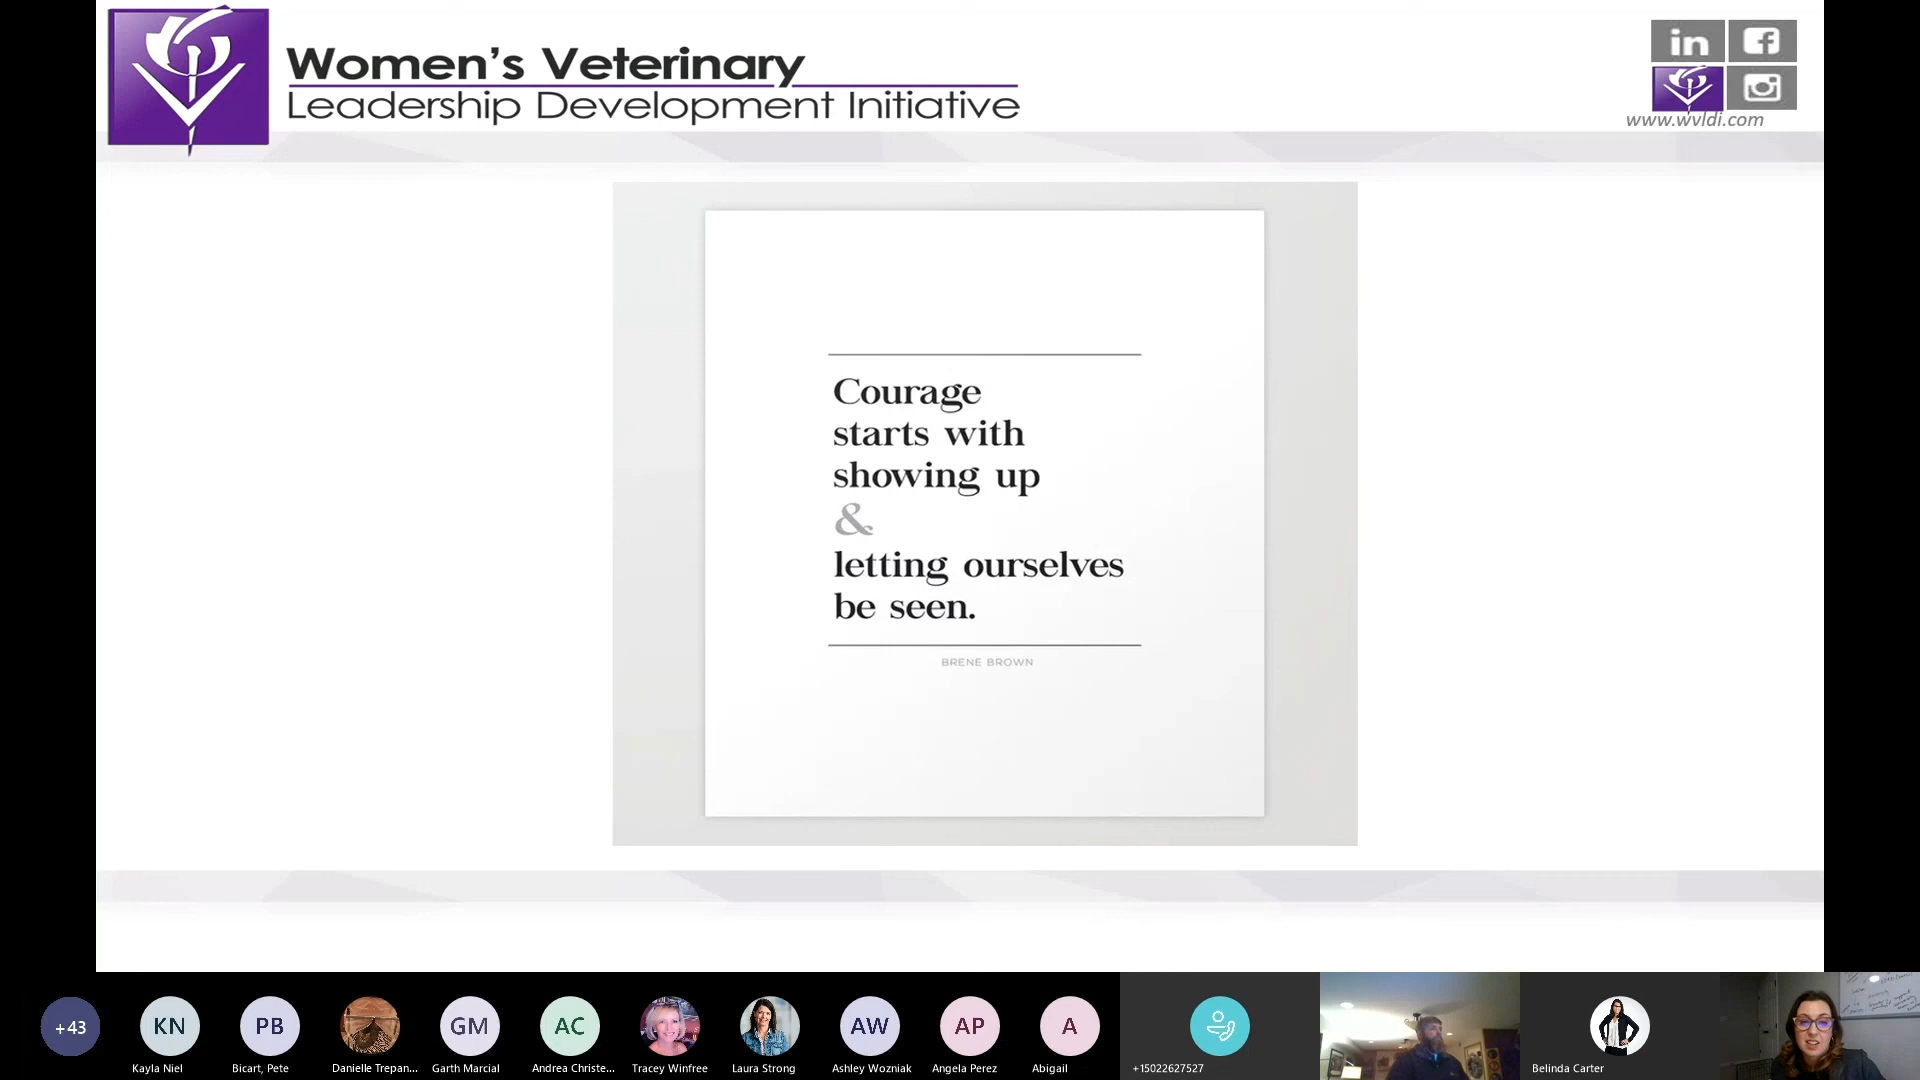 Women's Veterinary
Leadership Development Initiative
in
f
www.wvldi.com
Courage
starts with
showing up
&
letting ourselves
be seen.
BRENE BROWN
+43
KN
PB
GM
AC
AW
AP
A
Kayla Niel
Bicart, Pete
Danielle Trepan...
Garth Marcial
Andrea Christe...
Tracey Winfree
Laura Strong
Ashley Wozniak
Angela Perez
Abigail
+15022627527
Belinda Carter